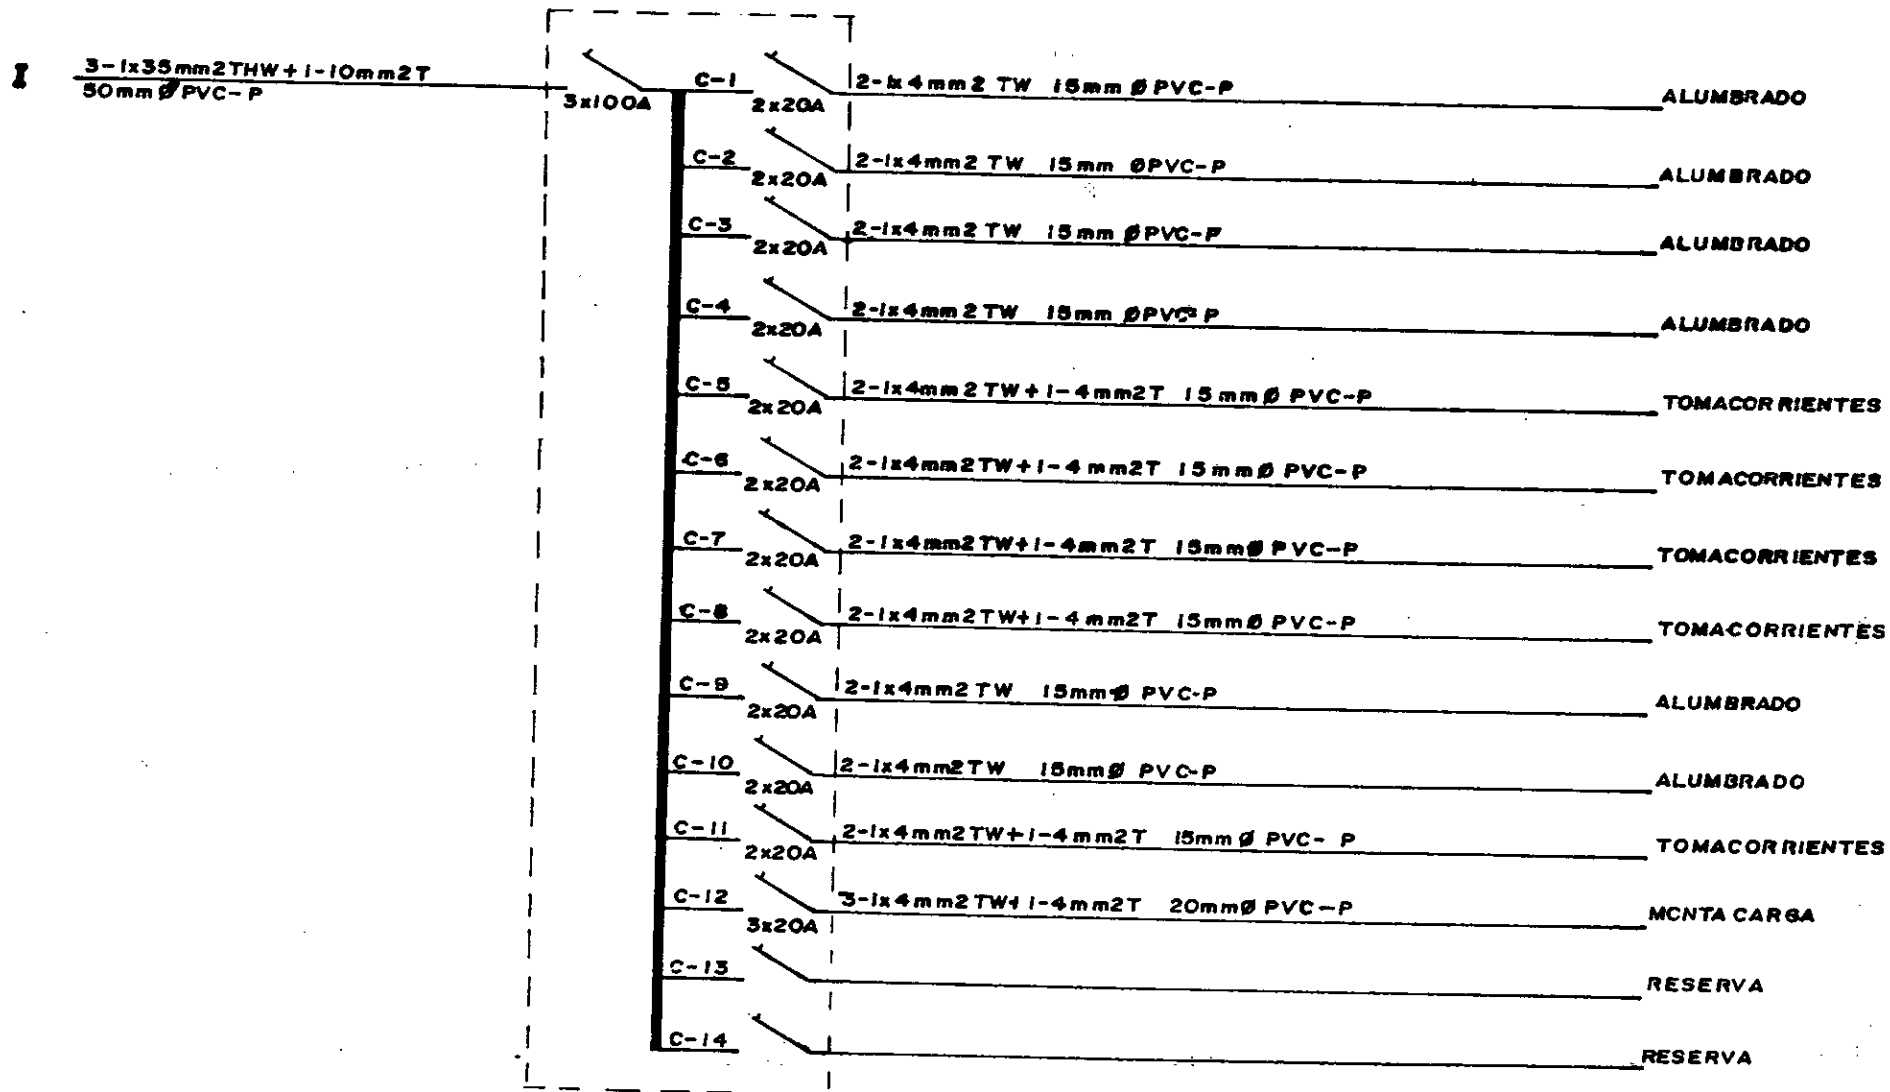 I
3-1x35mm2THW+1-10mm2T
50mmØ PVC-P
3x100A
C-1 2x20A 2-1x4mm2 TW 15mm Ø PVC-P ALUMBRADO
C-2 2x20A 2-1x4mm2 TW 15mm ØPVC-P ALUMBRADO
C-3 2x20A 2-1x4mm2 TW 15mm ØPVC-P ALUMBRADO
C-4 2x20A 2-1x4mm2 TW 15mm ØPVC-P ALUMBRADO
C-5 2x20A 2-1x4mm2 TW+1-4mm2T 15mmØ PVC-P TOMACORRIENTES
C-6 2x20A 2-1x4mm2TW+1-4mm2T 15mmØ PVC-P TOMACORRIENTES
C-7 2x20A 2-1x4mm2TW+1-4mm2T 15mmØ PVC-P TOMACORRIENTES
C-8 2x20A 2-1x4mm2TW+1-4mm2T 15mmØ PVC-P TOMACORRIENTES
C-9 2x20A 2-1x4mm2 TW 15mmØ PVC-P ALUMBRADO
C-10 2x20A 2-1x4mm2TW 15mmØ PVC-P ALUMBRADO
C-11 2x20A 2-1x4mm2TW+1-4mm2T 15mmØ PVC-P TOMACORRIENTES
C-12 3x20A 3-1x4mm2TW+1-4mm2T 20mmØ PVC-P MCNTA CARGA
C-13 RESERVA
C-14 RESERVA